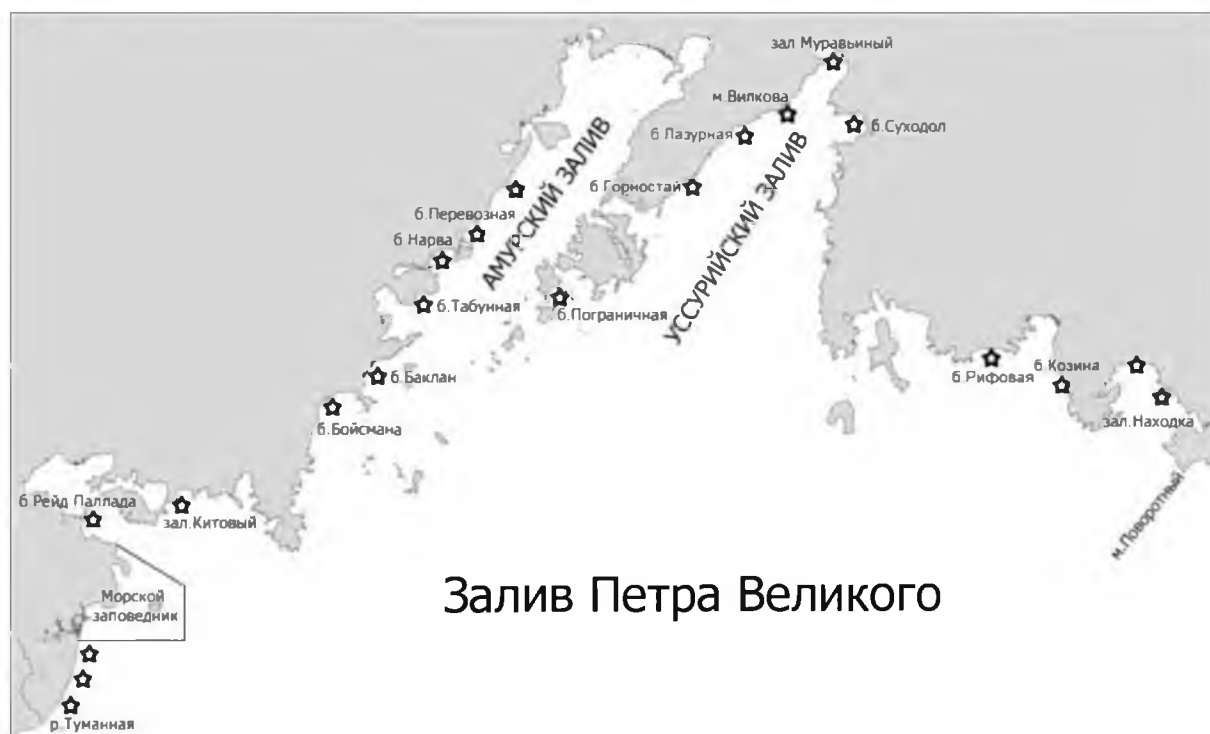 зал Муравьиный
м.Вилкова
б Лазурная
б.Суходол
б Горностай
АМУРСКИЙ ЗАЛИВ
УССУРИЙСКИЙ ЗАЛИВ
б.Перевозная
б Нарва
б.Табунная
б.Пограничная
б Баклан
б.Бойсмана
б.Рифовая
б Козина
зал.Находка
м.Поворотный
б Рейд Паллада
зал.Китовый
Морской
заповедник
р Туманная
Залив Петра Великого